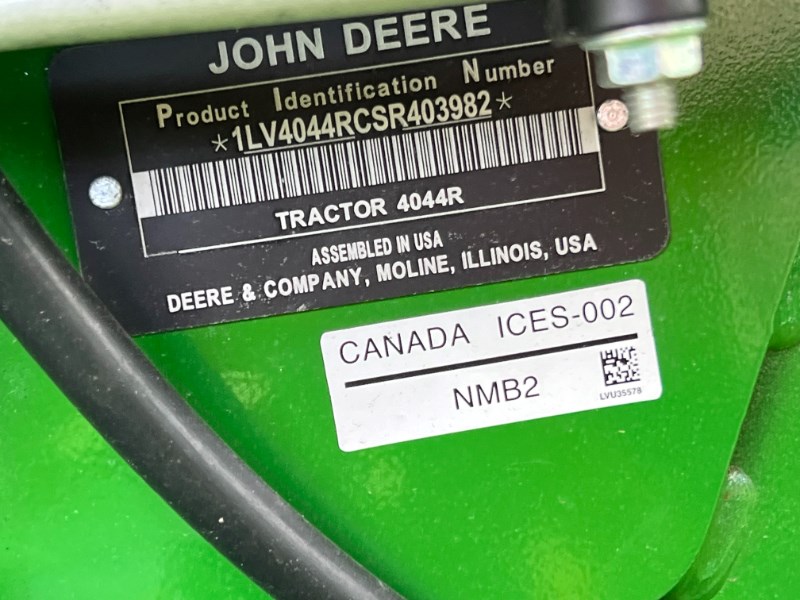 JOHN DEERE
Product Identification Number
*1LV4044RCSR403982*
TRACTOR 4044R
ASSEMBLED IN USA
DEERE & COMPANY, MOLINE, ILLINOIS, USA
CANADA ICES-002
NMB2
LVU35578